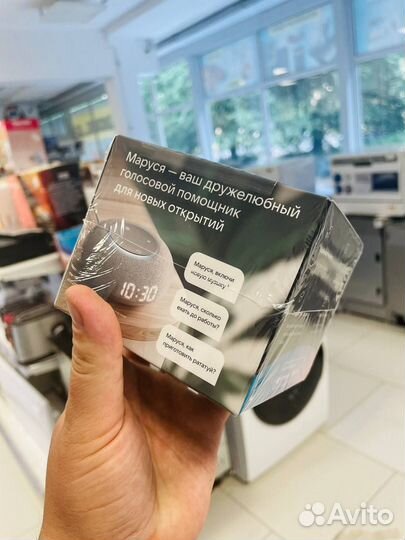 Маруся — ваш дружелюбный
голосовой помощник
для новых открытий
10:30
Маруся, включи
новую музыку.¹
Маруся, сколько
ехать до работы?
Маруся, как
приготовить рататуй?
Avito